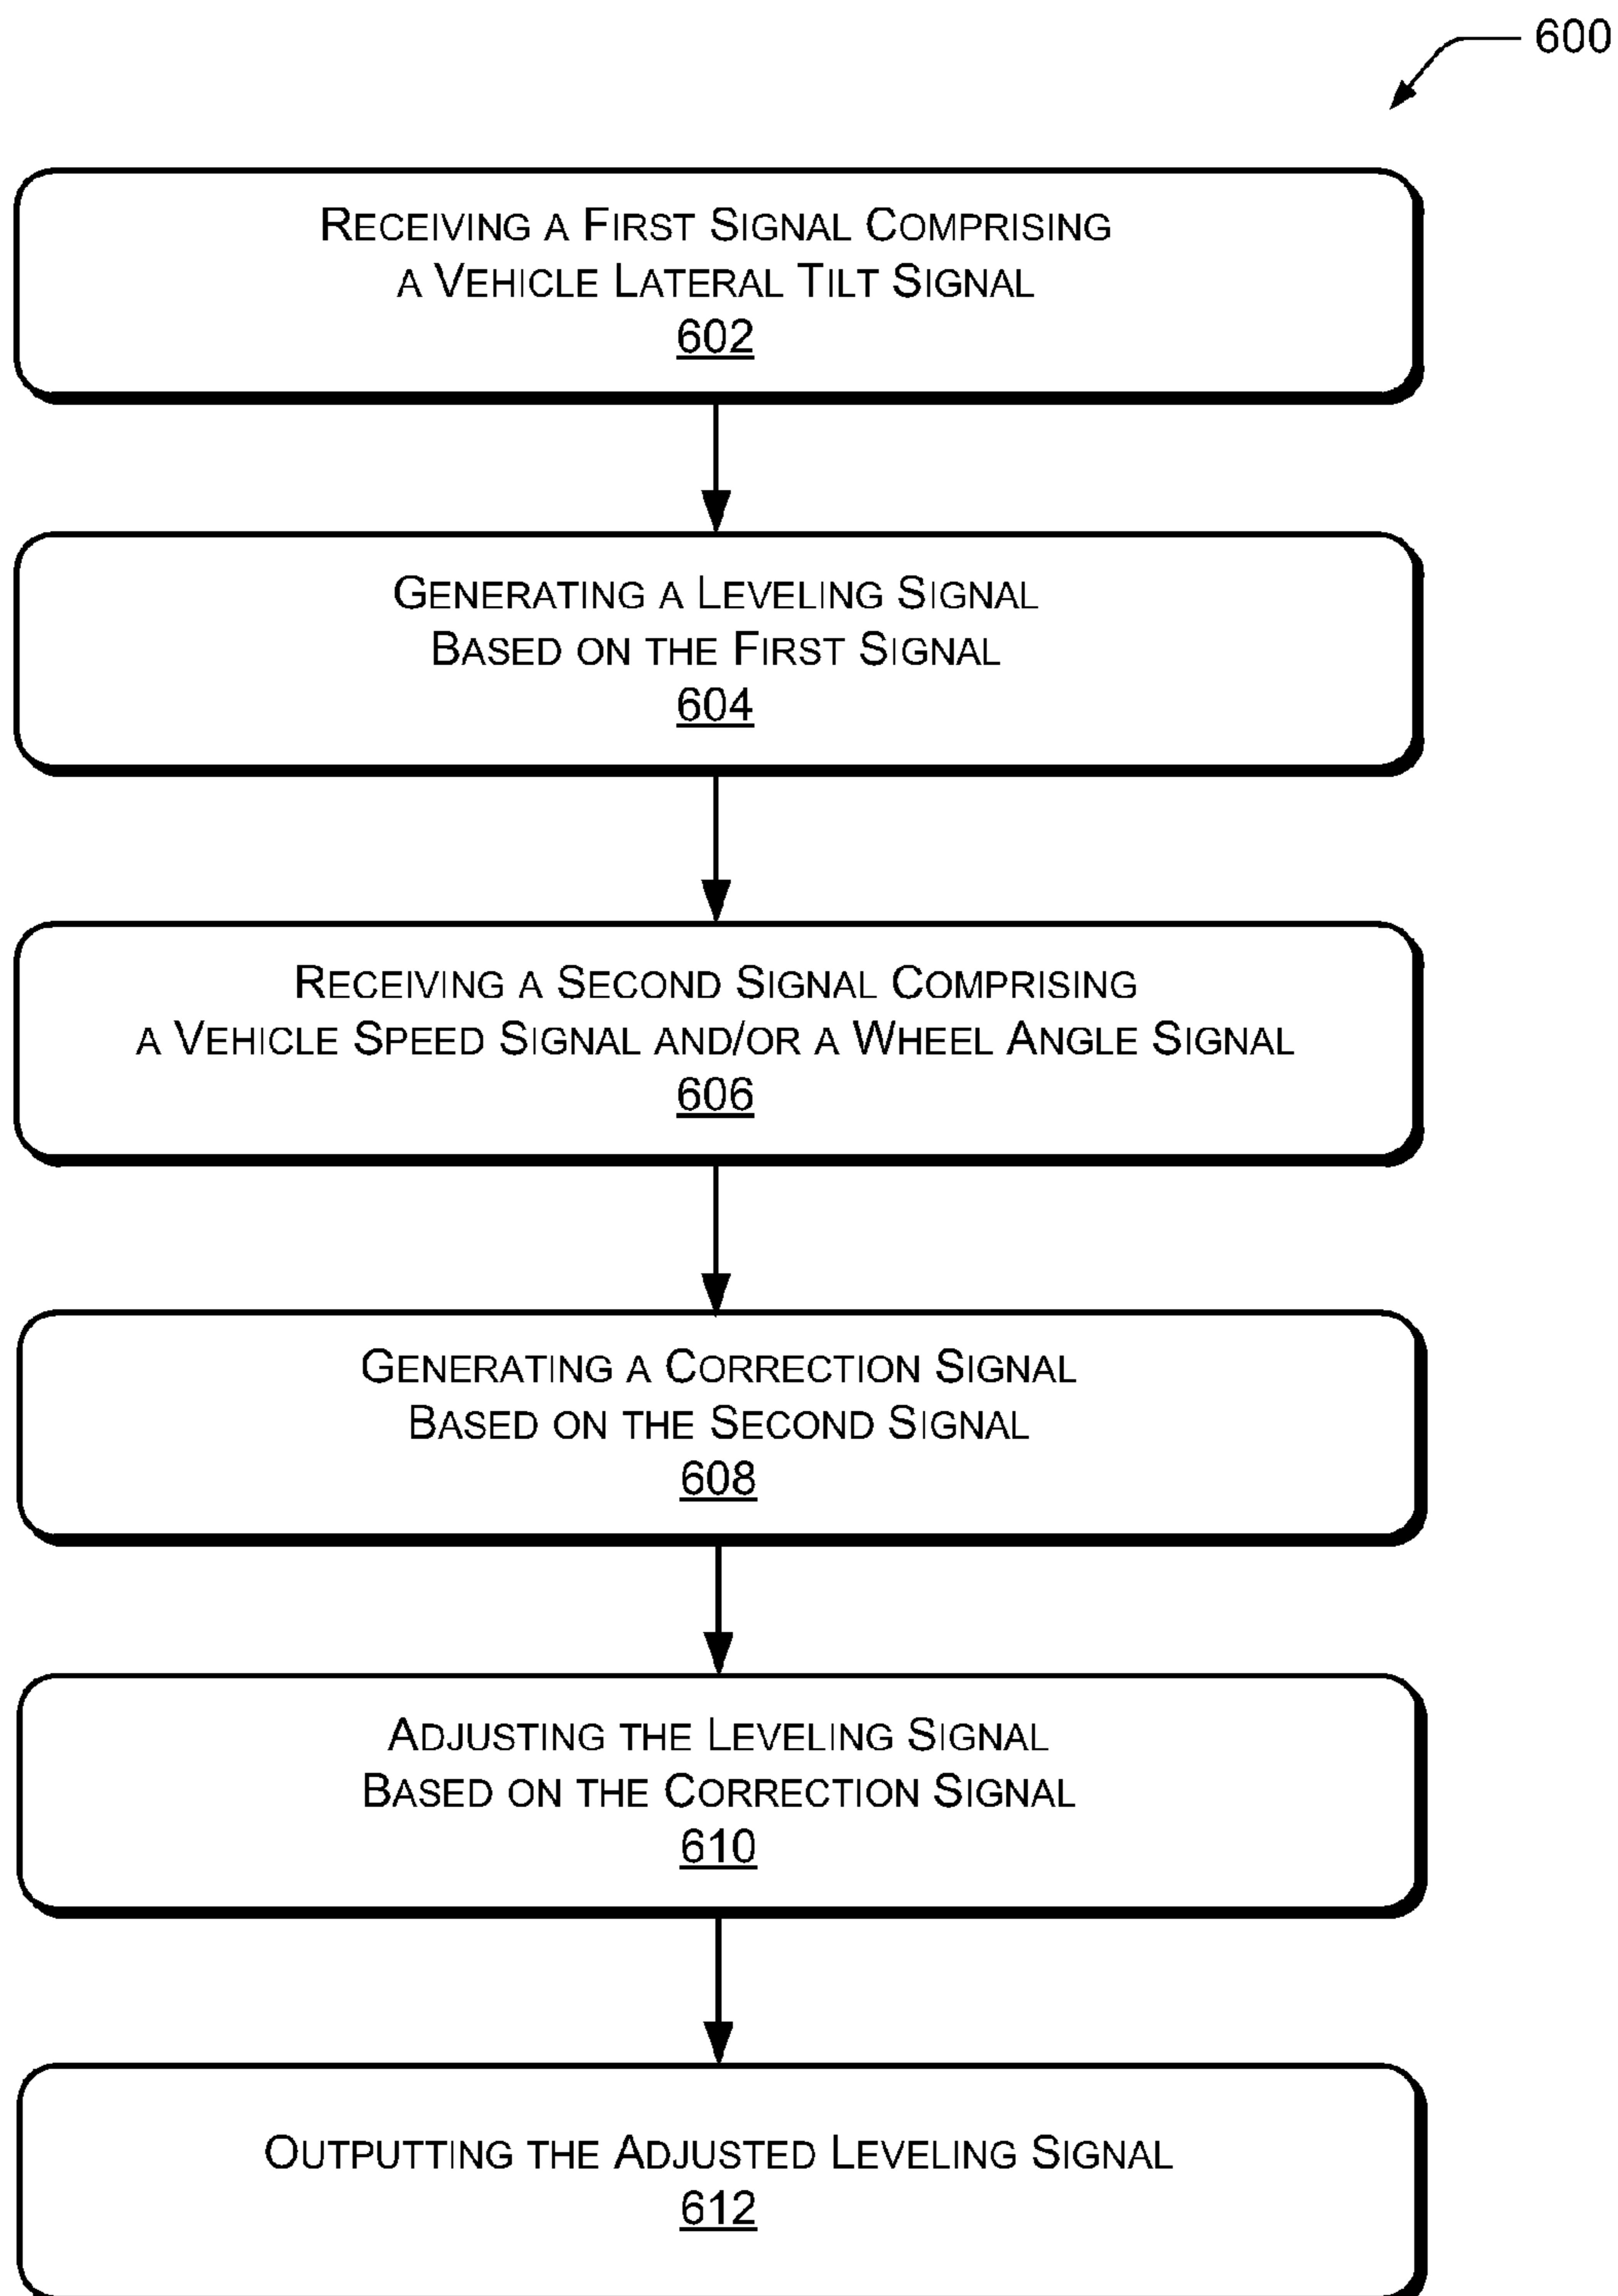 600
RECEIVING A FIRST SIGNAL COMPRISING
A VEHICLE LATERAL TILT SIGNAL
602
GENERATING A LEVELING SIGNAL
BASED ON THE FIRST SIGNAL
604
RECEIVING A SECOND SIGNAL COMPRISING
A VEHICLE SPEED SIGNAL AND/OR A WHEEL ANGLE SIGNAL
606
GENERATING A CORRECTION SIGNAL
BASED ON THE SECOND SIGNAL
608
ADJUSTING THE LEVELING SIGNAL
BASED ON THE CORRECTION SIGNAL
610
OUTPUTTING THE ADJUSTED LEVELING SIGNAL
612